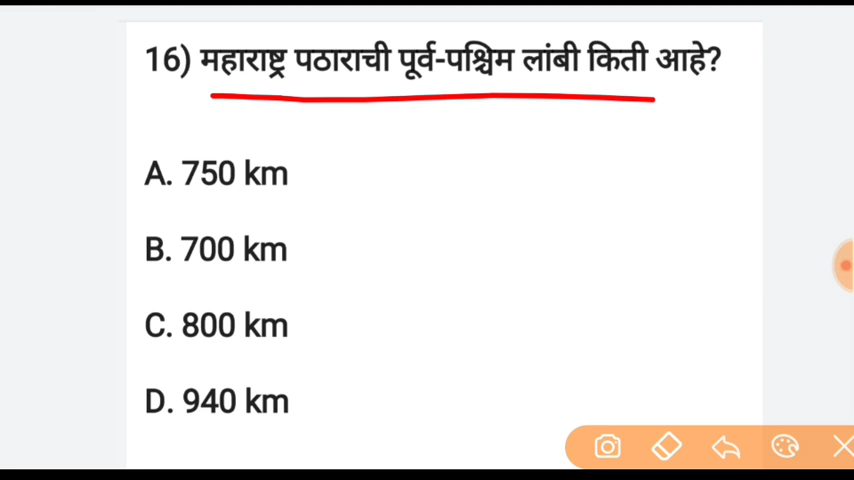 16) महाराष्ट्र पठाराची पूर्व-पश्चिम लांबी किती आहे?
A. 750 km
B. 700 km
C. 800 km
D. 940 km